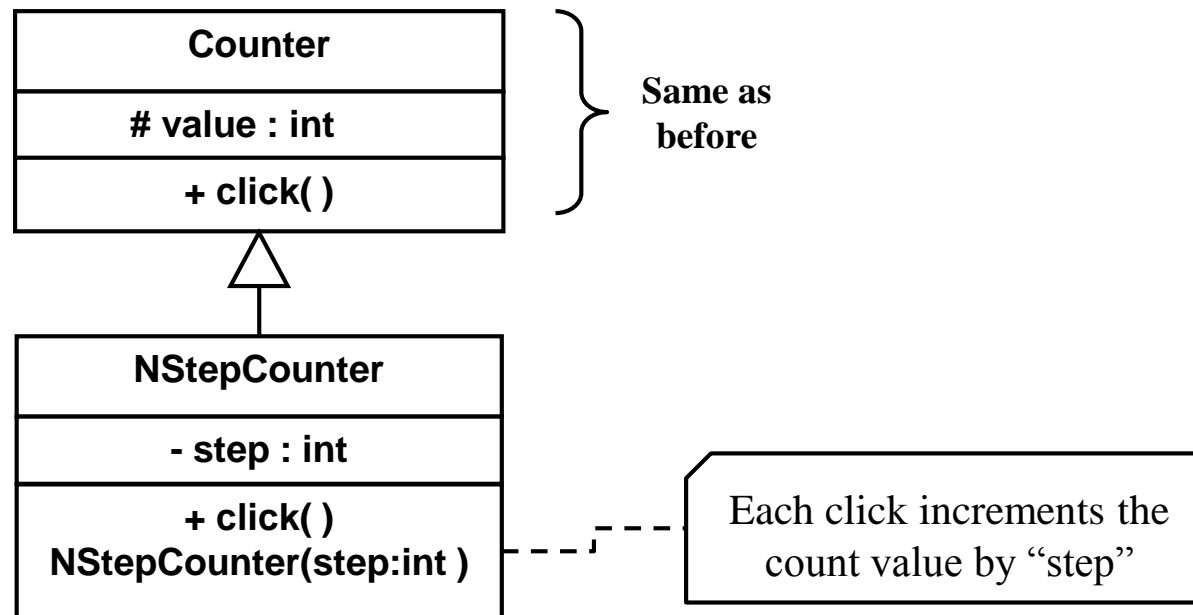 Counter
# value : int
+ click( )
Same as
before
NStepCounter
- step : int
+ click( )
NStepCounter(step:int )
Each click increments the
count value by “step”